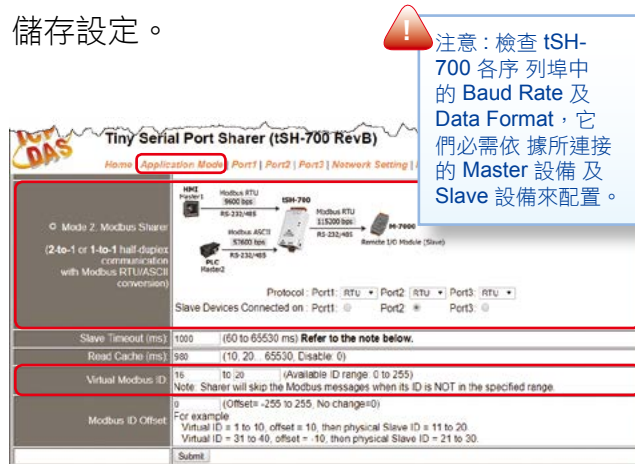 儲存設定。
!
注意：檢查 tSH-
700 各序 列埠中
的 Baud Rate 及
Data Format，它
們必需依 據所連接
的 Master 設備 及
Slave 設備來配置。
ICP
DAS
Tiny Serial Port Sharer (tSH-700 RevB)
Home | Application Mode | Port1 | Port2 | Port3 | Network Setting |
Mode 2. Modbus Sharer
(2-to-1 or 1-to-1 half-duplex
communication
with Modbus RTU/ASCII
conversion)
HMI
Master1
Modbus RTU
9600 bps
RS-232/485
tSH-700
Modbus RTU
115200 bps
RS-232/485
M-7000
Remote I/O Module (Slave)
Modbus ASCII
57600 bps
RS-232/485
PLC
Master2
Protocol : Port1: RTU Port2: RTU Port3: RTU
Slave Devices Connected on : Port1: Port2 Port3:
Slave Timeout (ms): 1000 (60 to 65530 ms) Refer to the note below.
Read Cache (ms): 980 (10, 20... 65530, Disable: 0)
Virtual Modbus ID: 16 to 20 (Available ID range: 0 to 255)
Note: Sharer will skip the Modbus messages when its ID is NOT in the specified range.
Modbus ID Offset: 0 (Offset= -255 to 255, No change=0)
For example:
Virtual ID = 1 to 10, offset = 10, then physical Slave ID = 11 to 20.
Virtual ID = 31 to 40, offset = -10, then physical Slave ID = 21 to 30.
Submit